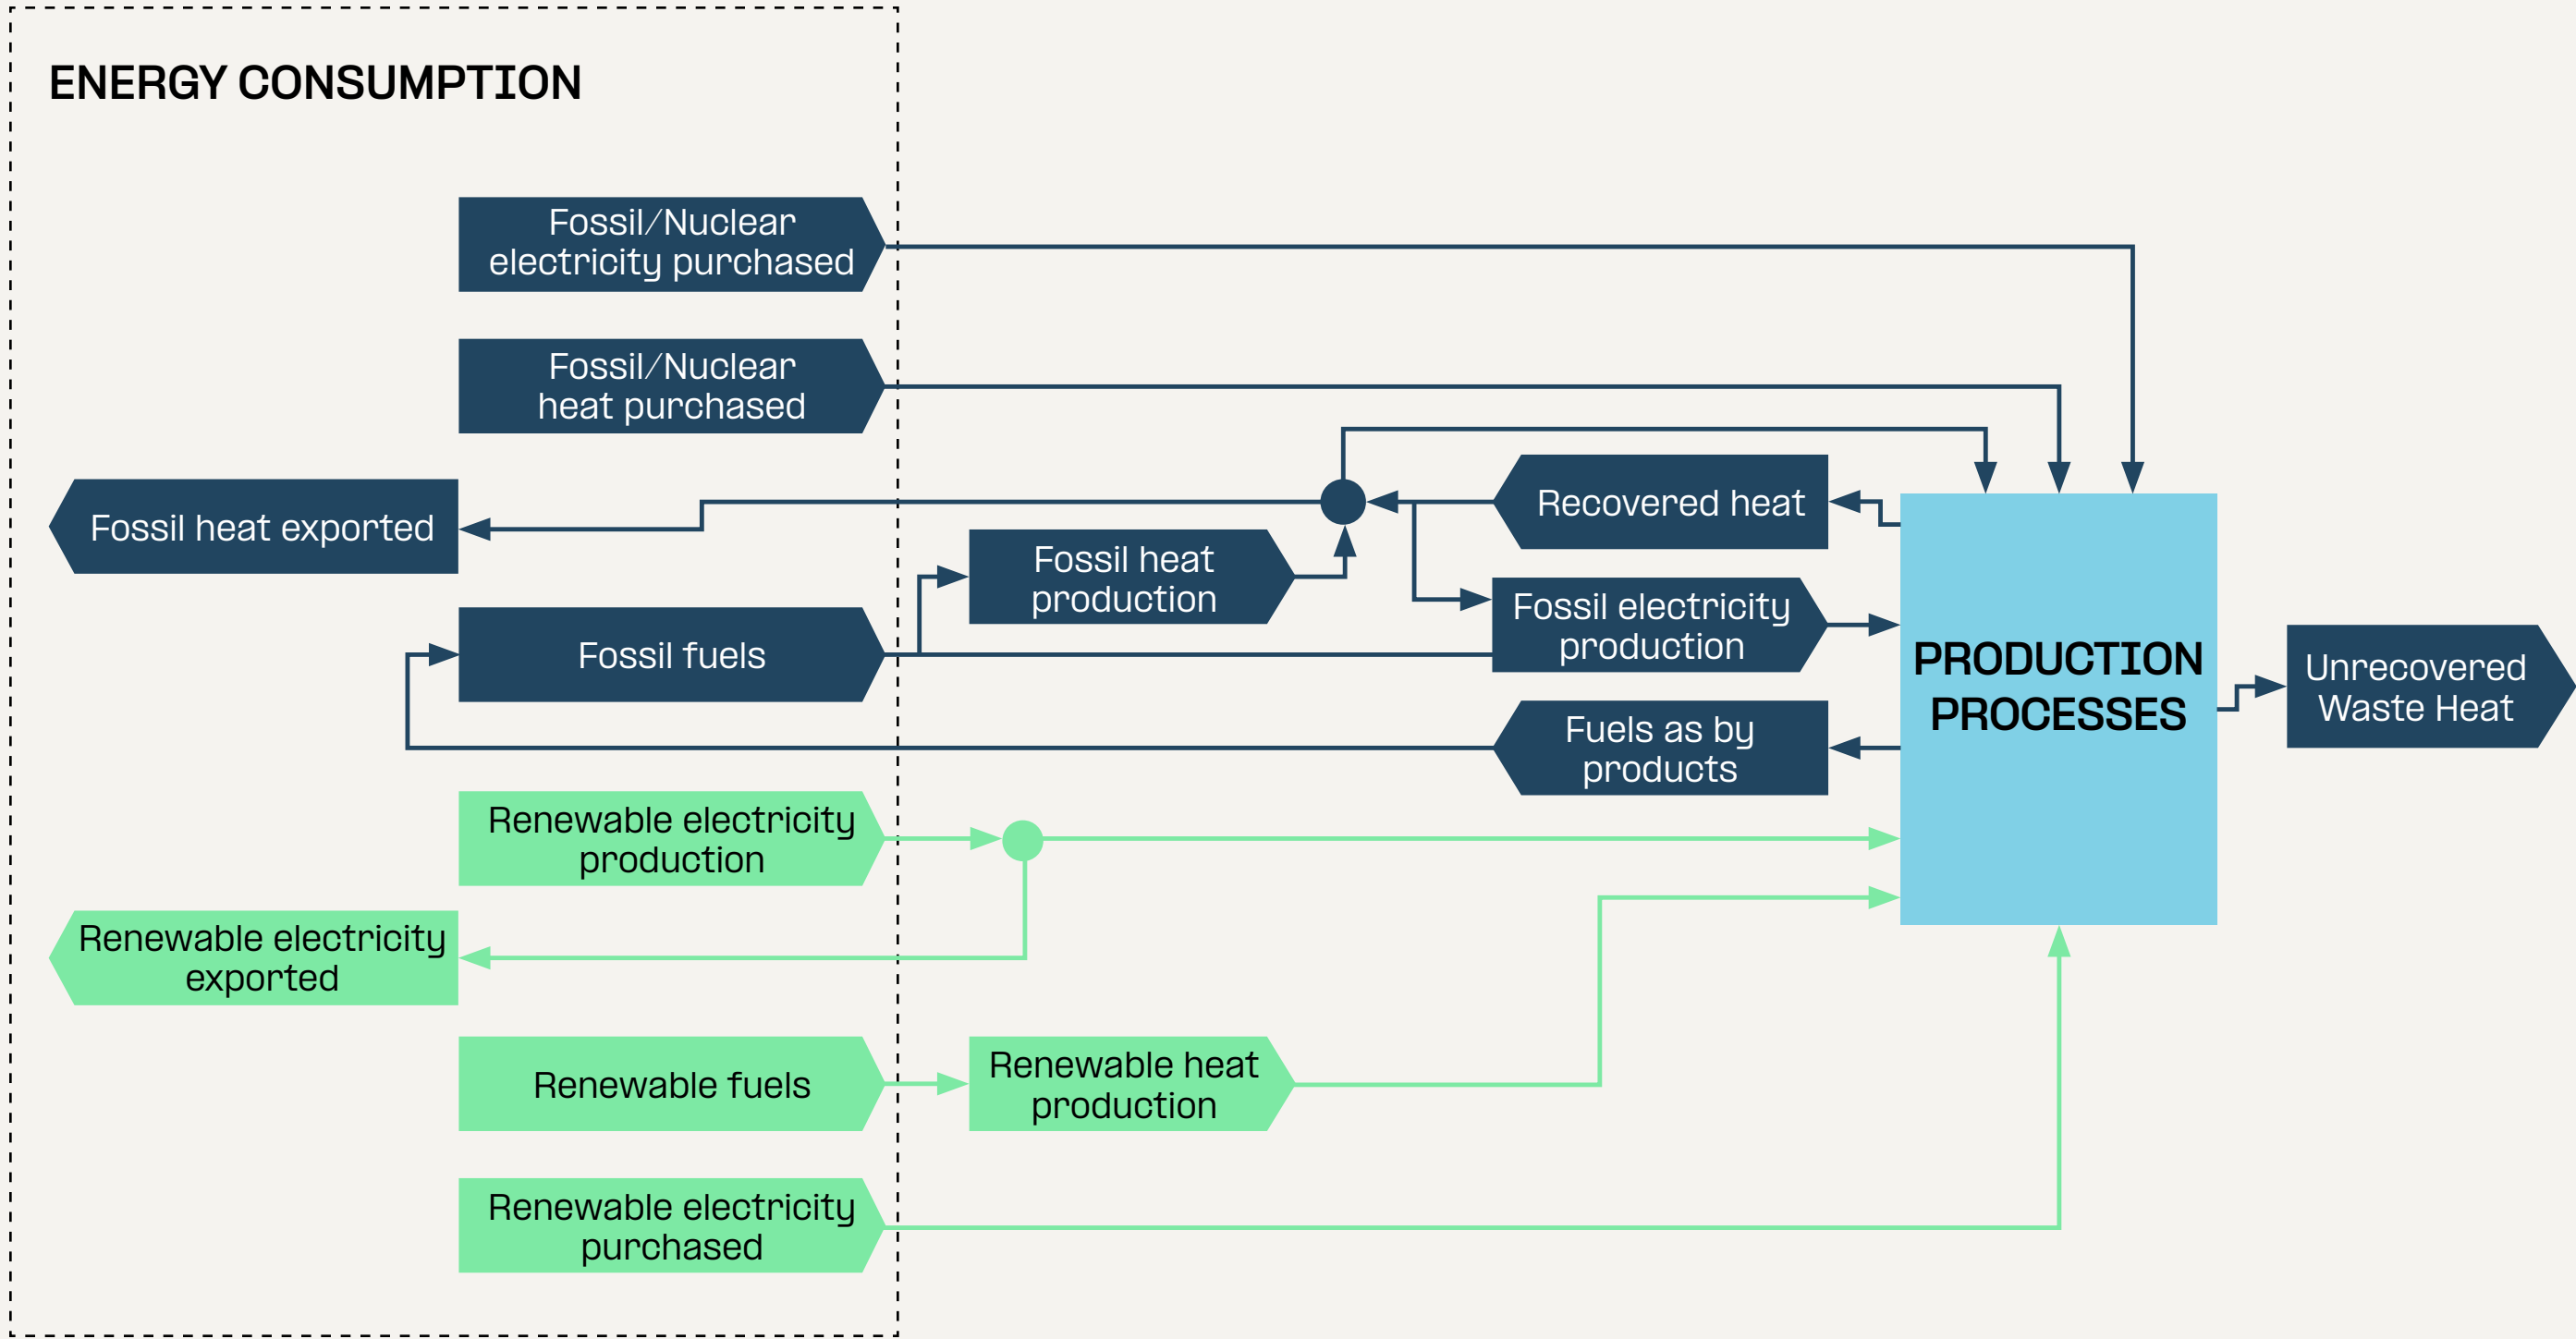 ENERGY CONSUMPTION
Fossil/Nuclear
electricity purchased
Fossil/Nuclear
heat purchased
Fossil heat exported
Recovered heat
Fossil heat
production
Fossil electricity
production
Fossil fuels
PRODUCTION
PROCESSES
Unrecovered
Waste Heat
Fuels as by
products
Renewable electricity
production
Renewable electricity
exported
Renewable fuels
Renewable heat
production
Renewable electricity
purchased